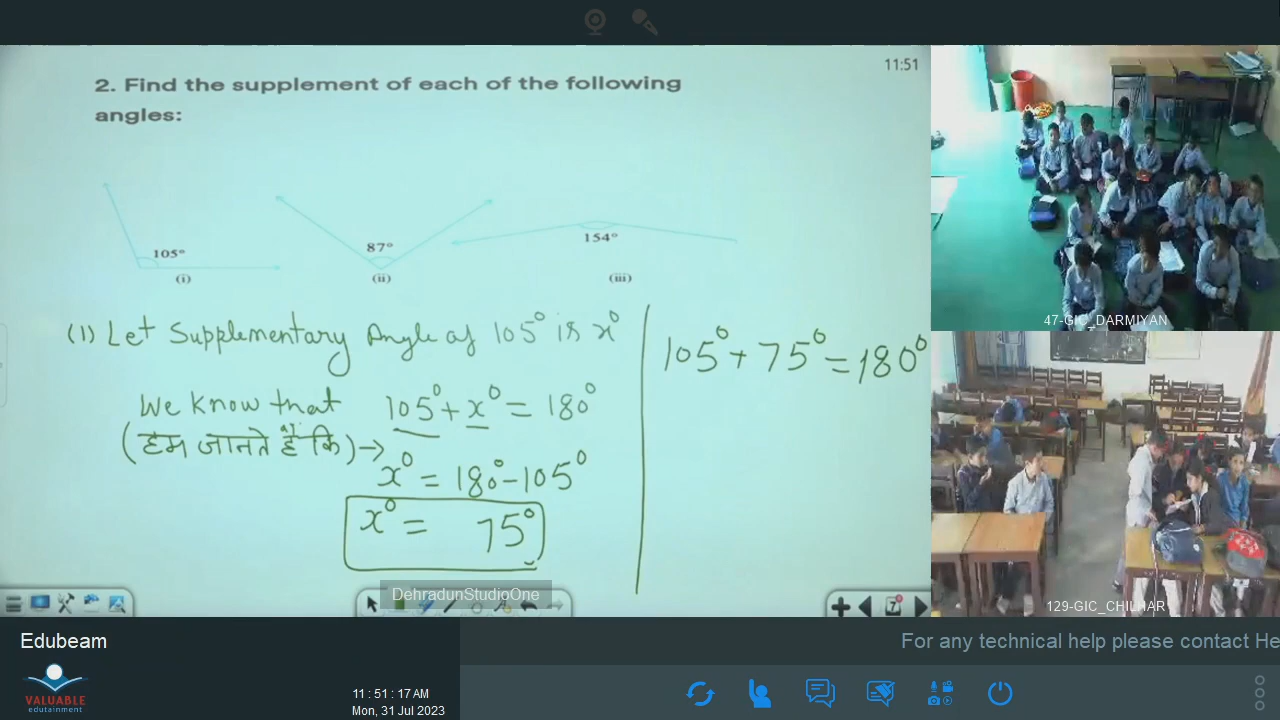 11:51
2. Find the supplement of each of the following
angles:
105°
(i)
87°
(ii)
154°
(iii)
(1) Let Supplementary Angle of 105° is x°
We know that 105° + x° = 180°
(हम जानते हैं कि) →
x° = 180° - 105°
x° = 75°
105° + 75° = 180°
47-GIC_DARMIYAN
129-GIC_CHILHAR
DehradunStudioOne
7
Edubeam
VALUABLE
edutainment
11 : 51 : 17 AM
Mon, 31 Jul 2023
For any technical help please contact He